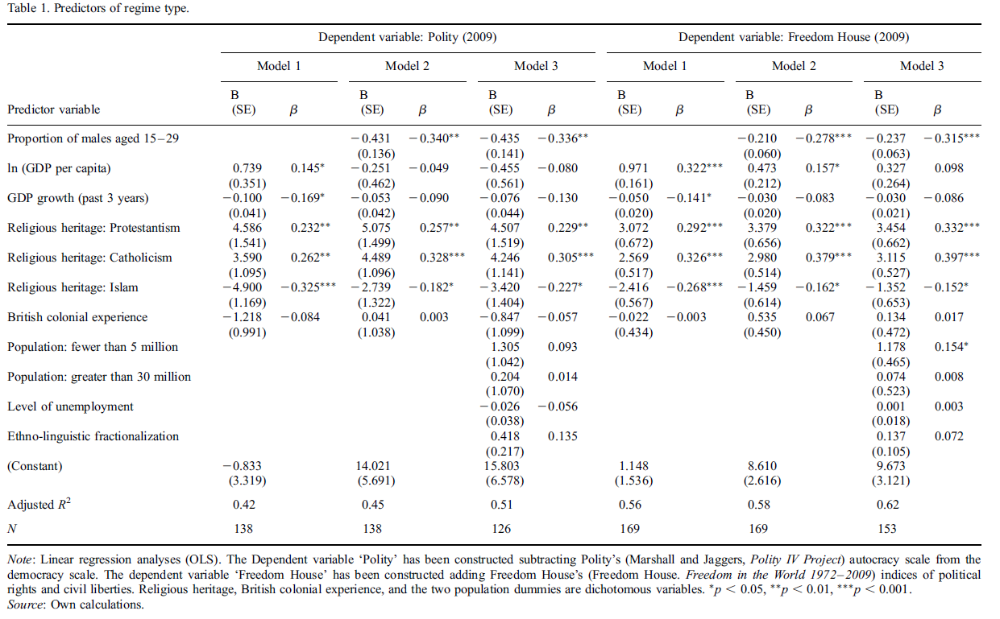 Table 1. Predictors of regime type.
Dependent variable: Polity (2009) Dependent variable: Freedom House (2009)
Model 1 Model 2 Model 3 Model 1 Model 2 Model 3
B B B B B B
Predictor variable (SE) β (SE) β (SE) β (SE) β (SE) β (SE) β
Proportion of males aged 15–29 −0.431 −0.340** −0.435 −0.336** −0.210 −0.278*** −0.237 −0.315***
(0.136) (0.141) (0.060) (0.063)
ln (GDP per capita) 0.739 0.145* −0.251 −0.049 −0.455 −0.080 0.971 0.322*** 0.473 0.157* 0.327 0.098
(0.351) (0.462) (0.561) (0.161) (0.212) (0.264)
GDP growth (past 3 years) −0.100 −0.169* −0.053 −0.090 −0.076 −0.130 −0.050 −0.141* −0.030 −0.083 −0.030 −0.086
(0.041) (0.042) (0.044) (0.020) (0.020) (0.021)
Religious heritage: Protestantism 4.586 0.232** 5.075 0.257** 4.507 0.229** 3.072 0.292*** 3.379 0.322*** 3.454 0.332***
(1.541) (1.499) (1.519) (0.672) (0.656) (0.662)
Religious heritage: Catholicism 3.590 0.262** 4.489 0.328*** 4.246 0.305*** 2.569 0.326*** 2.980 0.379*** 3.115 0.397***
(1.095) (1.096) (1.141) (0.517) (0.514) (0.527)
Religious heritage: Islam −4.900 −0.325*** −2.739 −0.182* −3.420 −0.227* −2.416 −0.268*** −1.459 −0.162* −1.352 −0.152*
(1.169) (1.322) (1.404) (0.567) (0.614) (0.653)
British colonial experience −1.218 −0.084 0.041 0.003 −0.847 −0.057 −0.022 −0.003 0.535 0.067 0.134 0.017
(0.991) (1.038) (1.099) (0.434) (0.450) (0.472)
Population: fewer than 5 million 1.305 0.093 1.178 0.154*
(1.042) (0.465)
Population: greater than 30 million 0.204 0.014 0.074 0.008
(1.070) (0.523)
Level of unemployment −0.026 −0.056 0.001 0.003
(0.038) (0.018)
Ethno-linguistic fractionalization 0.418 0.135 0.137 0.072
(0.217) (0.105)
(Constant) −0.833 14.021 15.803 1.148 8.610 9.673
(3.319) (5.691) (6.578) (1.536) (2.616) (3.121)
Adjusted R² 0.42 0.45 0.51 0.56 0.58 0.62
N 138 138 126 169 169 153
Note: Linear regression analyses (OLS). The Dependent variable ‘Polity’ has been constructed subtracting Polity’s (Marshall and Jaggers, Polity IV Project) autocracy scale from the
democracy scale. The dependent variable ‘Freedom House’ has been constructed adding Freedom House’s (Freedom House. Freedom in the World 1972–2009) indices of political
rights and civil liberties. Religious heritage, British colonial experience, and the two population dummies are dichotomous variables. *p < 0.05, **p < 0.01, ***p < 0.001.
Source: Own calculations.